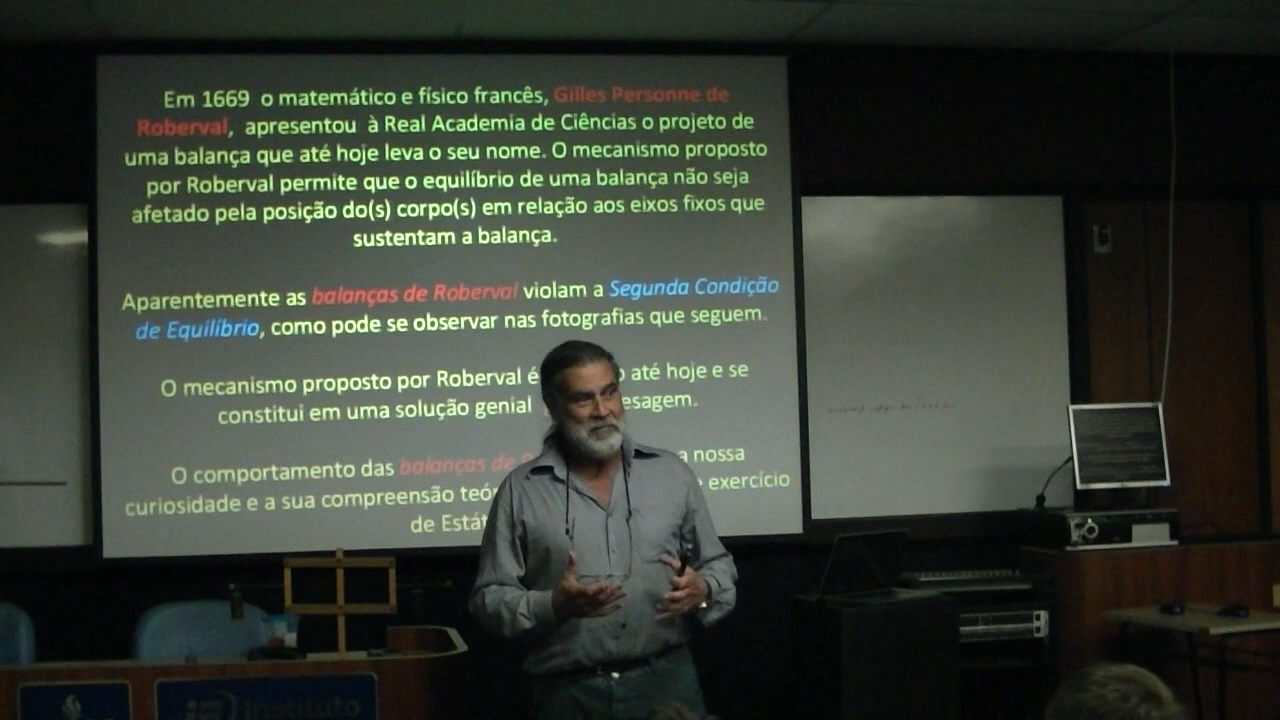 Em 1669 o matemático e físico francês, Gilles Personne de
Roberval, apresentou à Real Academia de Ciências o projeto de
uma balança que até hoje leva o seu nome. O mecanismo proposto
por Roberval permite que o equilíbrio de uma balança não seja
afetado pela posição do(s) corpo(s) em relação aos eixos fixos que
sustentam a balança.
Aparentemente as balanças de Roberval violam a Segunda Condição
de Equilíbrio, como pode se observar nas fotografias que seguem.
O mecanismo proposto por Roberval é até hoje e se
constitui em uma solução genial esagem.
O comportamento das balanças de a nossa
curiosidade e a sua compreensão teór exercício
de Estát
Instituto